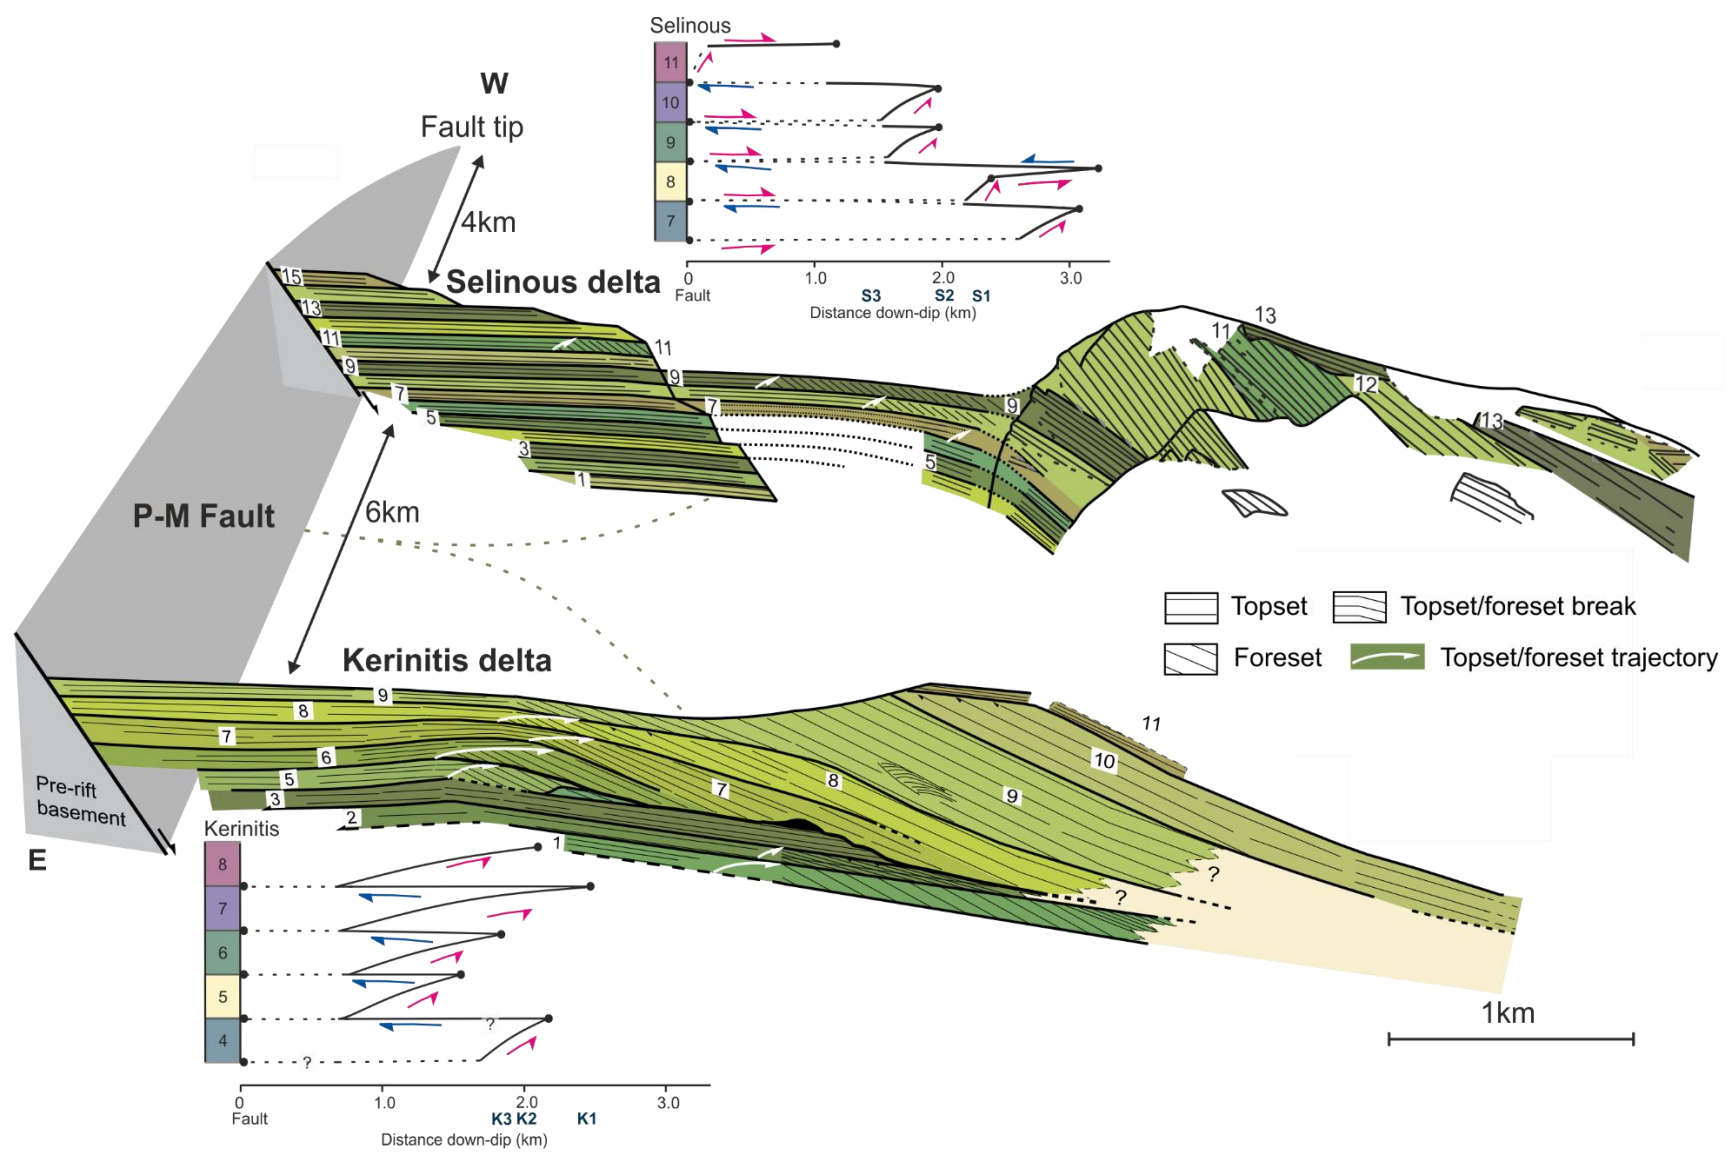 Selinous
11
10
9
8
7
0
1.0
2.0
3.0
Fault
S3
S2
S1
Distance down-dip (km)
W
Fault tip
4km
Selinous delta
15
13
11
9
7
5
3
1
11
9
7
5
9
11
13
12
13
P-M Fault
6km
Topset
Topset/foreset break
Foreset
Topset/foreset trajectory
Kerinitis delta
9
8
7
6
5
3
2
1
7
8
9
10
11
?
?
Pre-rift
basement
E
Kerinitis
8
7
6
5
4
?
?
0
1.0
2.0
3.0
Fault
K3
K2
K1
Distance down-dip (km)
1km